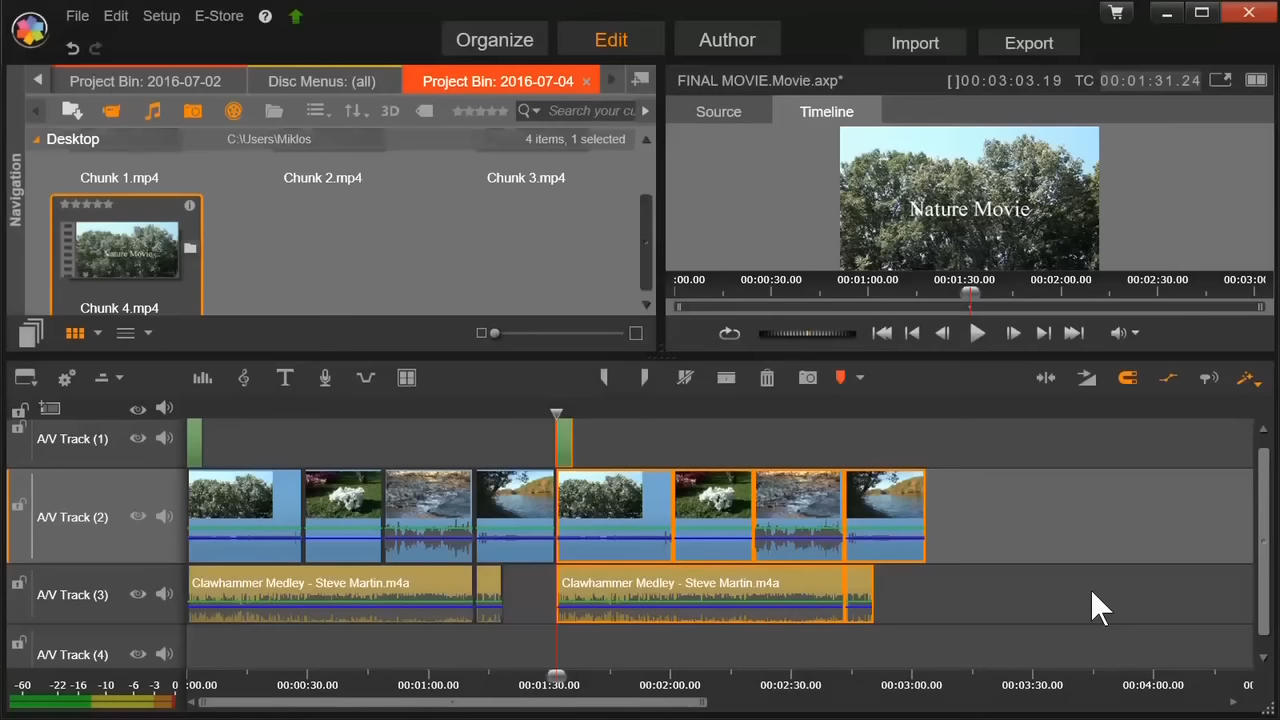 File Edit Setup E-Store ?
Organize Edit Author Import Export
Project Bin: 2016-07-02 Disc Menus: (all) Project Bin: 2016-07-04 ×
FINAL MOVIE.Movie.axp* [ ]00:03:03.19 TC 00:01:31.24
3D Search your cu
Source Timeline
Navigation
Desktop C:\Users\Miklos 4 items, 1 selected
Chunk 1.mp4 Chunk 2.mp4 Chunk 3.mp4
Nature Movie
Nature Movie
Chunk 4.mp4
:00.00 00:00:30.00 00:01:00.00 00:01:30.00 00:02:00.00 00:02:30.00 00:03:0
A/V Track (1)
A/V Track (2)
A/V Track (3)
Clawhammer Medley - Steve Martin.m4a Clawhammer Medley - Steve Martin.m4a
A/V Track (4)
-60 -22 -16 -10 -6 -3 0
:00.00 00:00:30.00 00:01:00.00 00:01:30.00 00:02:00.00 00:02:30.00 00:03:00.00 00:03:30.00 00:04:00.00 00